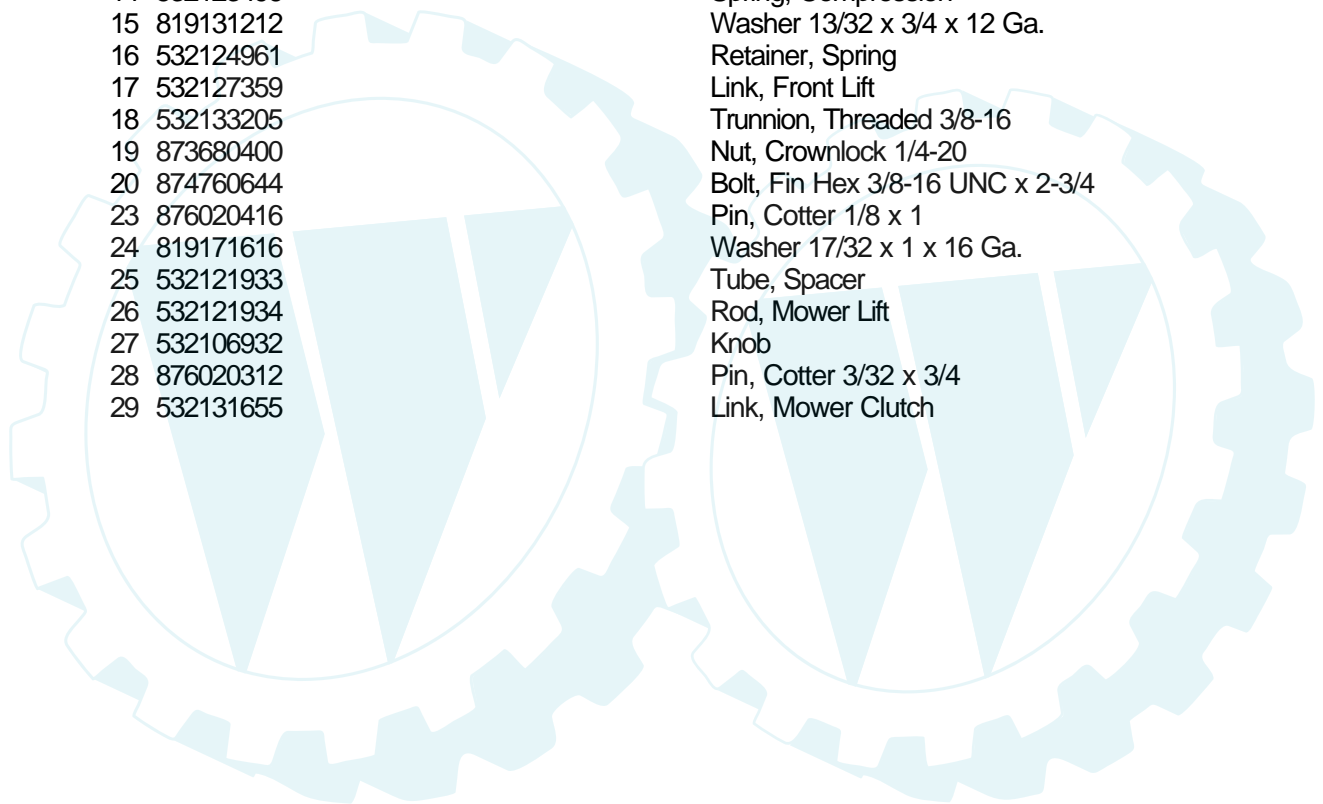 15 819131212 Washer 13/32 x 3/4 x 12 Ga.
16 532124961 Retainer, Spring
17 532127359 Link, Front Lift
18 532133205 Trunnion, Threaded 3/8-16
19 873680400 Nut, Crownlock 1/4-20
20 874760644 Bolt, Fin Hex 3/8-16 UNC x 2-3/4
23 876020416 Pin, Cotter 1/8 x 1
24 819171616 Washer 17/32 x 1 x 16 Ga.
25 532121933 Tube, Spacer
26 532121934 Rod, Mower Lift
27 532106932 Knob
28 876020312 Pin, Cotter 3/32 x 3/4
29 532131655 Link, Mower Clutch